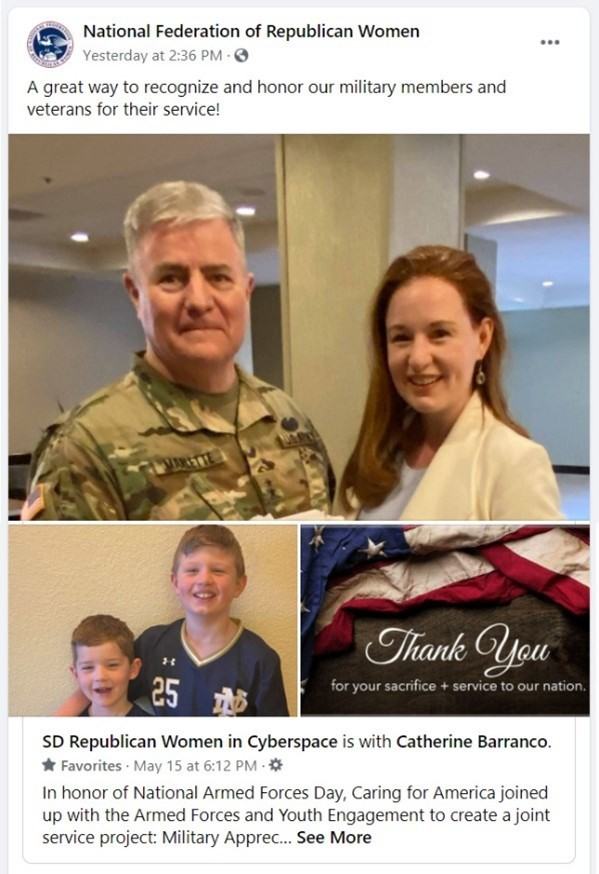 National Federation of Republican Women
Yesterday at 2:36 PM ·
A great way to recognize and honor our military members and
veterans for their service!
25
ND
Thank You
for your sacrifice + service to our nation.
SD Republican Women in Cyberspace is with Catherine Barranco.
Favorites · May 15 at 6:12 PM ·
In honor of National Armed Forces Day, Caring for America joined
up with the Armed Forces and Youth Engagement to create a joint
service project: Military Apprec... See More